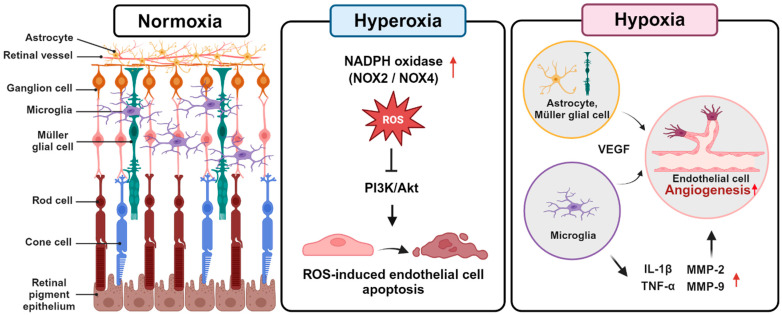 Normoxia
Astrocyte
Retinal vessel
Ganglion cell
Microglia
Müller
glial cell
Rod cell
Cone cell
Retinal
pigment
epithelium
Hyperoxia
NADPH oxidase
(NOX2 / NOX4)
ROS
PI3K/Akt
ROS-induced endothelial cell
apoptosis
Hypoxia
Astrocyte,
Müller glial cell
VEGF
Endothelial cell
Angiogenesis
Microglia
IL-1β MMP-2
TNF-α MMP-9